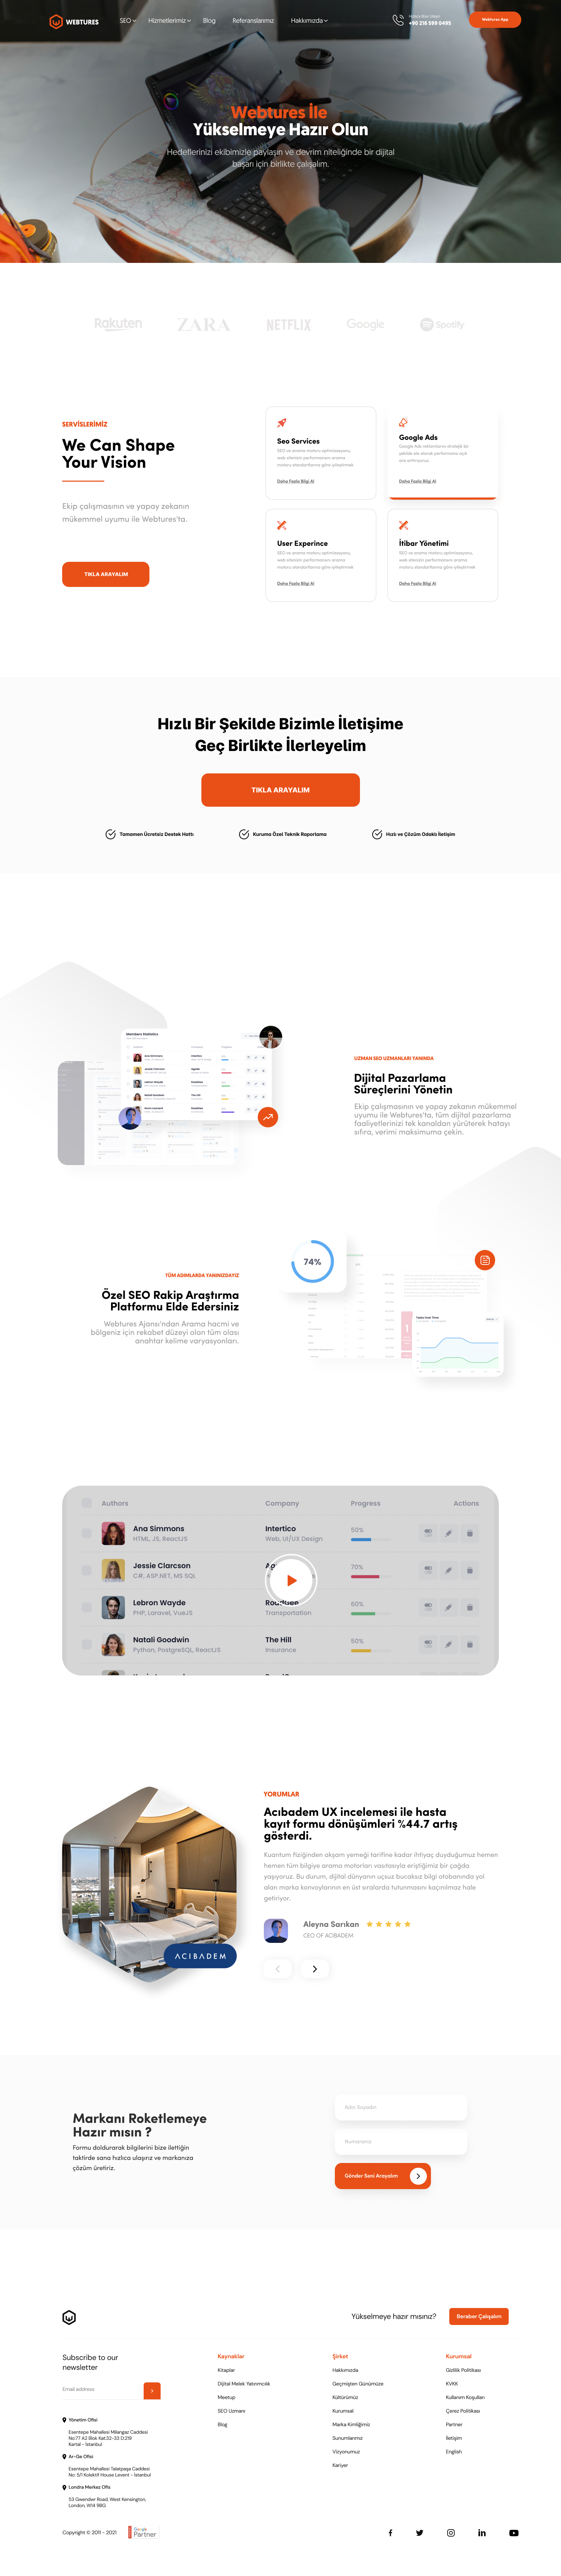 WEBTURES
SEO
Hizmetlerimiz
Blog
Referanslarımız
Hakkımızda
+90 216 599 0495
Webtures App
Webtures İle
Yükselmeye Hazır Olun
Hedeflerinizi ekibimizle paylaşın ve devrim niteliğinde bir dijital
başarı için birlikte çalışalım.
Rakuten
ZARA
NETFLIX
Google
Spotify
SERVİSLERİMİZ
We Can Shape
Your Vision
Ekip çalışmasının ve yapay zekanın
mükemmel uyumu ile Webtures'ta.
TIKLA ARAYALIM
Seo Services
SEO ve arama motoru optimizasyonu,
web sitenizin performansını arama
motoru standartlarına göre iyileştirmek
Daha Fazla Bilgi Al
Google Ads
Google Ads reklamlarını stratejik bir
şekilde ele alarak performansı açık
ara arttırıyoruz.
Daha Fazla Bilgi Al
User Experince
SEO ve arama motoru optimizasyonu,
web sitenizin performansını arama
motoru standartlarına göre iyileştirmek
Daha Fazla Bilgi Al
İtibar Yönetimi
SEO ve arama motoru optimizasyonu,
web sitenizin performansını arama
motoru standartlarına göre iyileştirmek
Daha Fazla Bilgi Al
Hızlı Bir Şekilde Bizimle İletişime
Geç Birlikte İlerleyelim
TIKLA ARAYALIM
Tamamen Ücretsiz Destek Hattı
Kuruma Özel Teknik Raporlama
Hızlı ve Çözüm Odaklı İletişim
Members Statistics
UZMAN SEO UZMANLARI YANINDA
Dijital Pazarlama
Süreçlerini Yönetin
Ekip çalışmasının ve yapay zekanın mükemmel
uyumu ile Webtures'ta, tüm dijital pazarlama
faaliyetlerinizi tek kanaldan yürüterek hatayı
sıfıra, verimi maksimuma çekin.
74%
TÜM ADIMLARDA YANINIZDAYIZ
Özel SEO Rakip Araştırma
Platformu Elde Edersiniz
Webtures Ajansı'ndan Arama hacmi ve
bölgeniz için rekabet düzeyi olan tüm olası
anahtar kelime varyasyonları.
Authors
Company
Progress
Actions
Ana Simmons
HTML, JS, ReactJS
Intertico
Web, UI/UX Design
50%
Jessie Clarcson
C#, ASP.NET, MS SQL
70%
Lebron Wayde
PHP, Laravel, VueJS
Transportation
60%
Natali Goodwin
Python, PostgreSQL, ReactJS
The Hill
Insurance
50%
ACIBADEM
YORUMLAR
Acıbadem UX incelemesi ile hasta
kayıt formu dönüşümleri %44.7 artış
gösterdi.
Kuantum fiziğinden akşam yemeği tarifine kadar ihtiyaç duyduğumuz hemen
hemen tüm bilgiye arama motorları vasıtasıyla eriştiğimiz bir çağda
yaşıyoruz. Bu durum, dijital dünyanın uçsuz bucaksız bilgi otobanında yol
alan marka konvoylarının en üst sıralarda tutunmasını kaçınılmaz hale
getiriyor.
Aleyna Sarıkan
CEO OF ACIBADEM
Markanı Roketlemeye
Hazır mısın ?
Formu doldurarak bilgilerini bize ilettiğin
taktirde sana hızlıca ulaşırız ve markanıza
çözüm üretiriz.
Adın Soyadın
Numaranız
Gönder Seni Arayalım
Yükselmeye hazır mısınız?
Beraber Çalışalım
Subscribe to our
newsletter
Email address
Kaynaklar
Kitaplar
Dijital Melek Yatırımcılık
Meetup
SEO Uzmanı
Blog
Şirket
Hakkımızda
Geçmişten Günümüze
Kültürümüz
Kurumsal
Marka Kimliğimiz
Sunumlarımız
Vizyonumuz
Kariyer
Kurumsal
Gizlilik Politikası
KVKK
Kullanım Koşulları
Çerez Politikası
Partner
İletişim
English
Yönetim Ofisi
Esentepe Mahallesi Milangaz Caddesi
No:77 A2 Blok Kat:32-33 D:219
Kartal - İstanbul
Ar-Ge Ofisi
Esentepe Mahallesi Talatpaşa Caddesi
No: 5/1 Kolektif House Levent - İstanbul
Londra Merkez Ofis
53 Gwendwr Road, West Kensington,
London, W14 9BG
Copyright © 2011 - 2021
Google
Partner